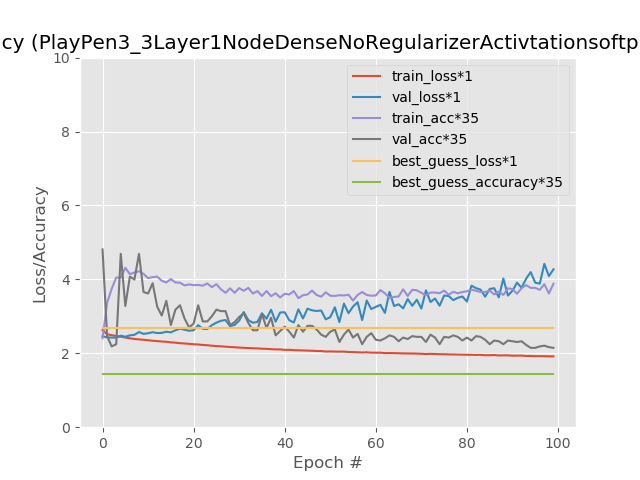 cy (PlayPen3_3Layer1NodeDenseNoRegularizerActivtationsoftp
10
8
6
4
2
0
Loss/Accuracy
train_loss*1
val_loss*1
train_acc*35
val_acc*35
best_guess_loss*1
best_guess_accuracy*35
0 20 40 60 80 100
Epoch #